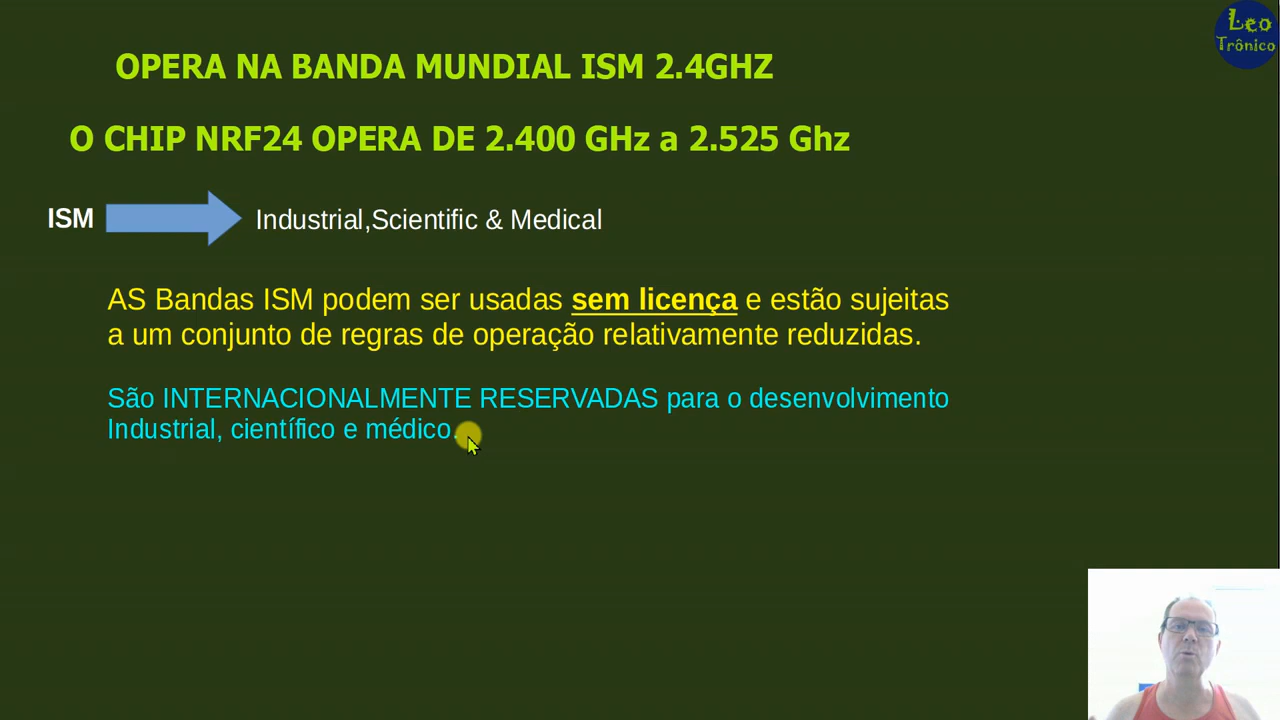 Leo
Trônico
OPERA NA BANDA MUNDIAL ISM 2.4GHZ
O CHIP NRF24 OPERA DE 2.400 GHz a 2.525 Ghz
ISM
Industrial,Scientific & Medical
AS Bandas ISM podem ser usadas sem licença e estão sujeitas
a um conjunto de regras de operação relativamente reduzidas.
São INTERNACIONALMENTE RESERVADAS para o desenvolvimento
Industrial, científico e médico.